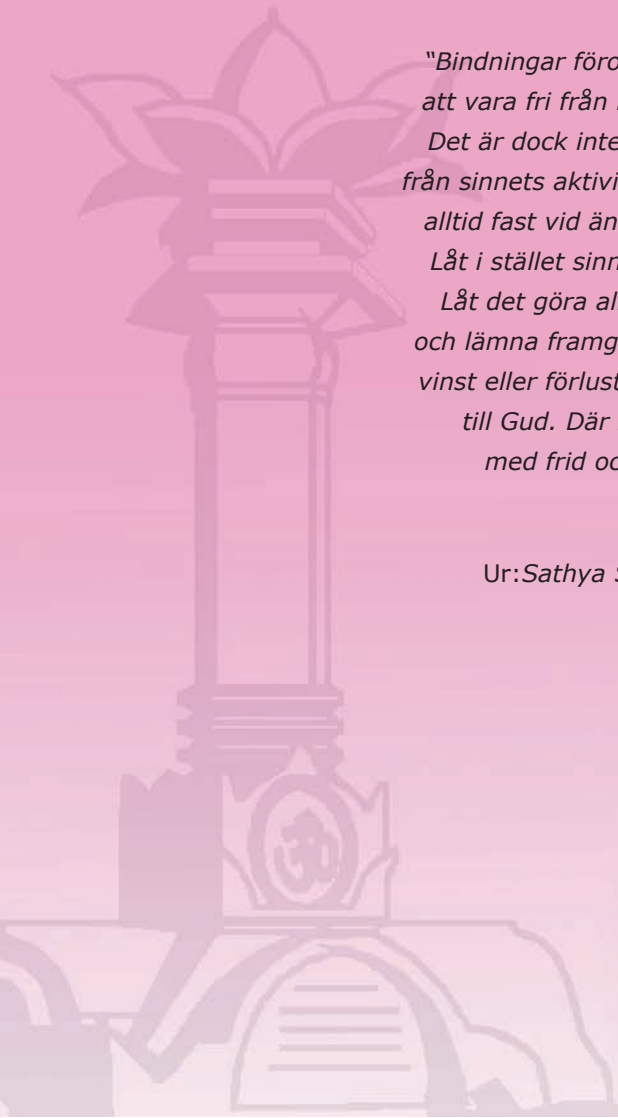 “Bindningar föro
att vara fri från
Det är dock inte
från sinnets aktivi
alltid fast vid än
Låt i stället sinn
Låt det göra al
och lämna framg
vinst eller förlust
till Gud. Där
med frid oc
Ur:Sathya S
ॐ